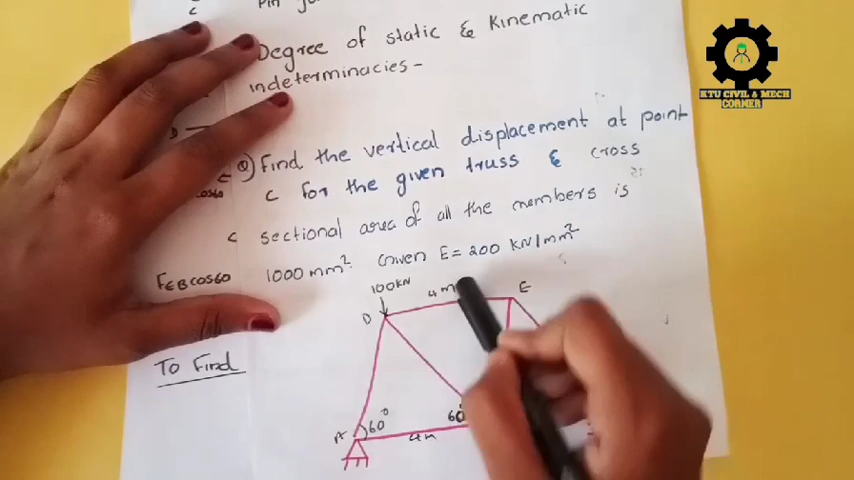 Pin
c
Degree of static & Kinematic
indeterminacies -
D
Q) Find the vertical displacement at point
c for the given truss & cross
c
sectional area of all the members is
1000 mm². Given E = 200 KN/mm²
FEBCOS60
100KN
4m
D
E
To Find
60°
60°
A
4m
KTU CIVIL & MECH
CORNER